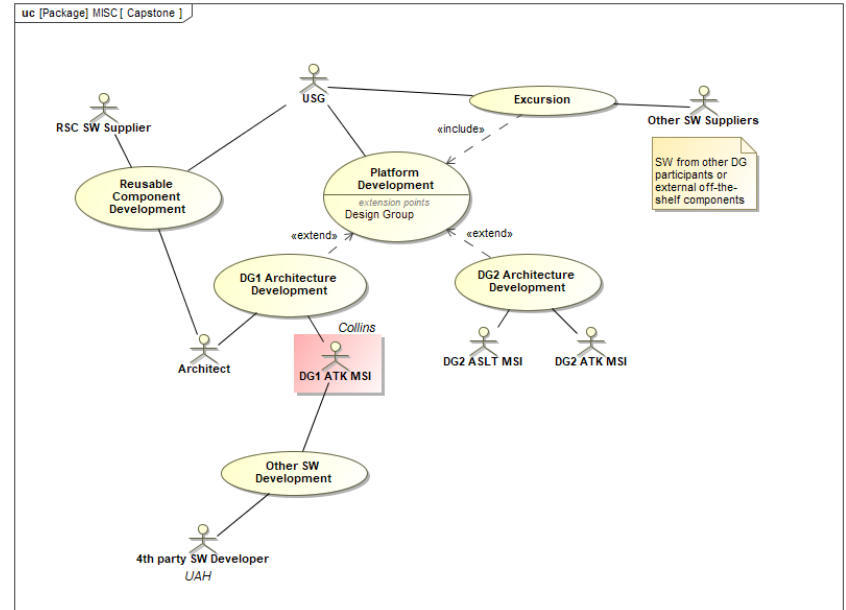 uc [Package] MISC [ Capstone ]
USG
RSC SW Supplier
Excursion
Other SW Suppliers
«include»
SW from other DG
participants or
external off-the-
shelf components
Platform
Development
extension points
Design Group
Reusable
Component
Development
«extend»
«extend»
DG1 Architecture
Development
DG2 Architecture
Development
Collins
Architect
DG1 ATK MSI
DG2 ASLT MSI
DG2 ATK MSI
Other SW
Development
4th party SW Developer
UAH